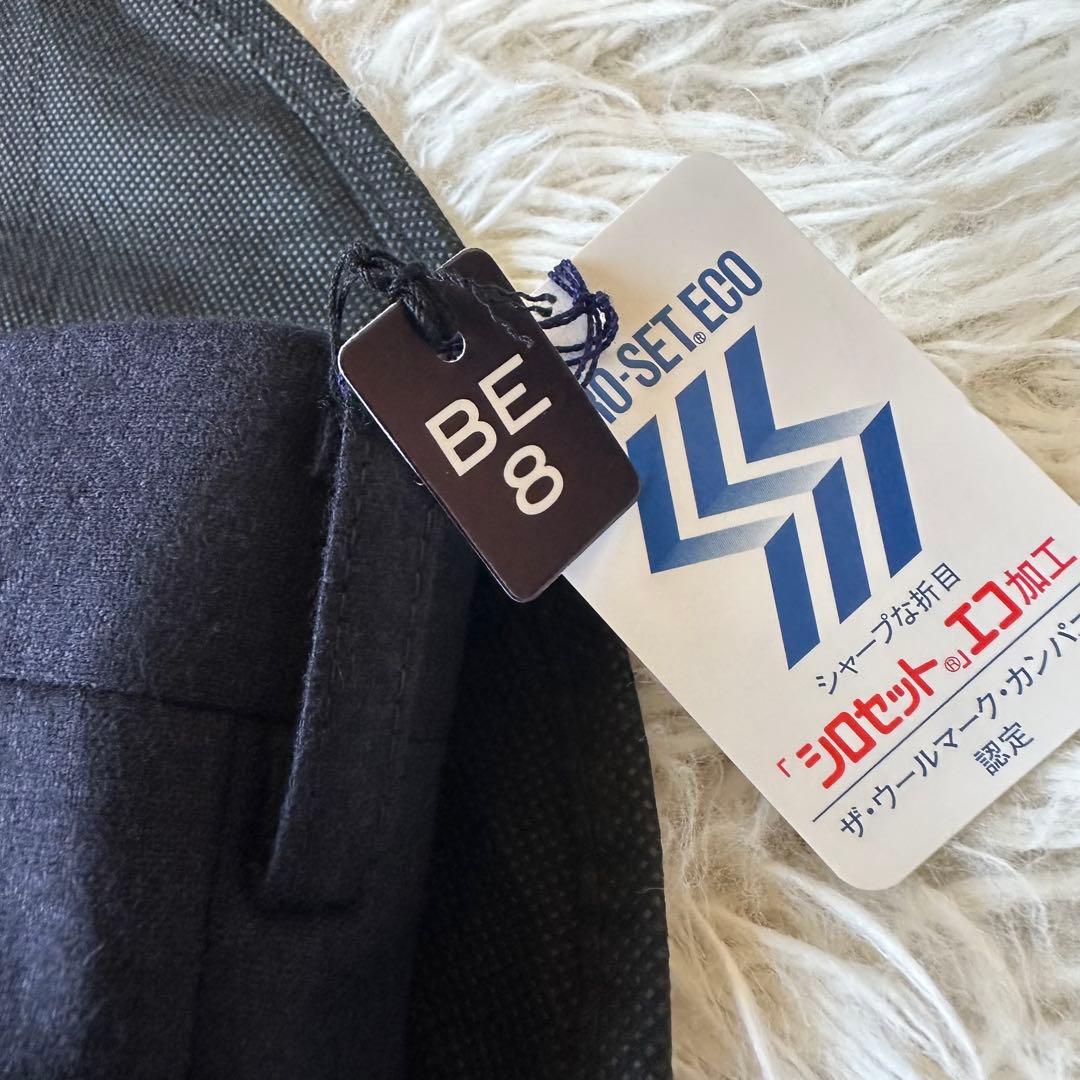 BE
8
RO-SET® ECO
シャープな折目
「シロセット®」エコ加工
ザ・ウールマーク・カンパ
認定